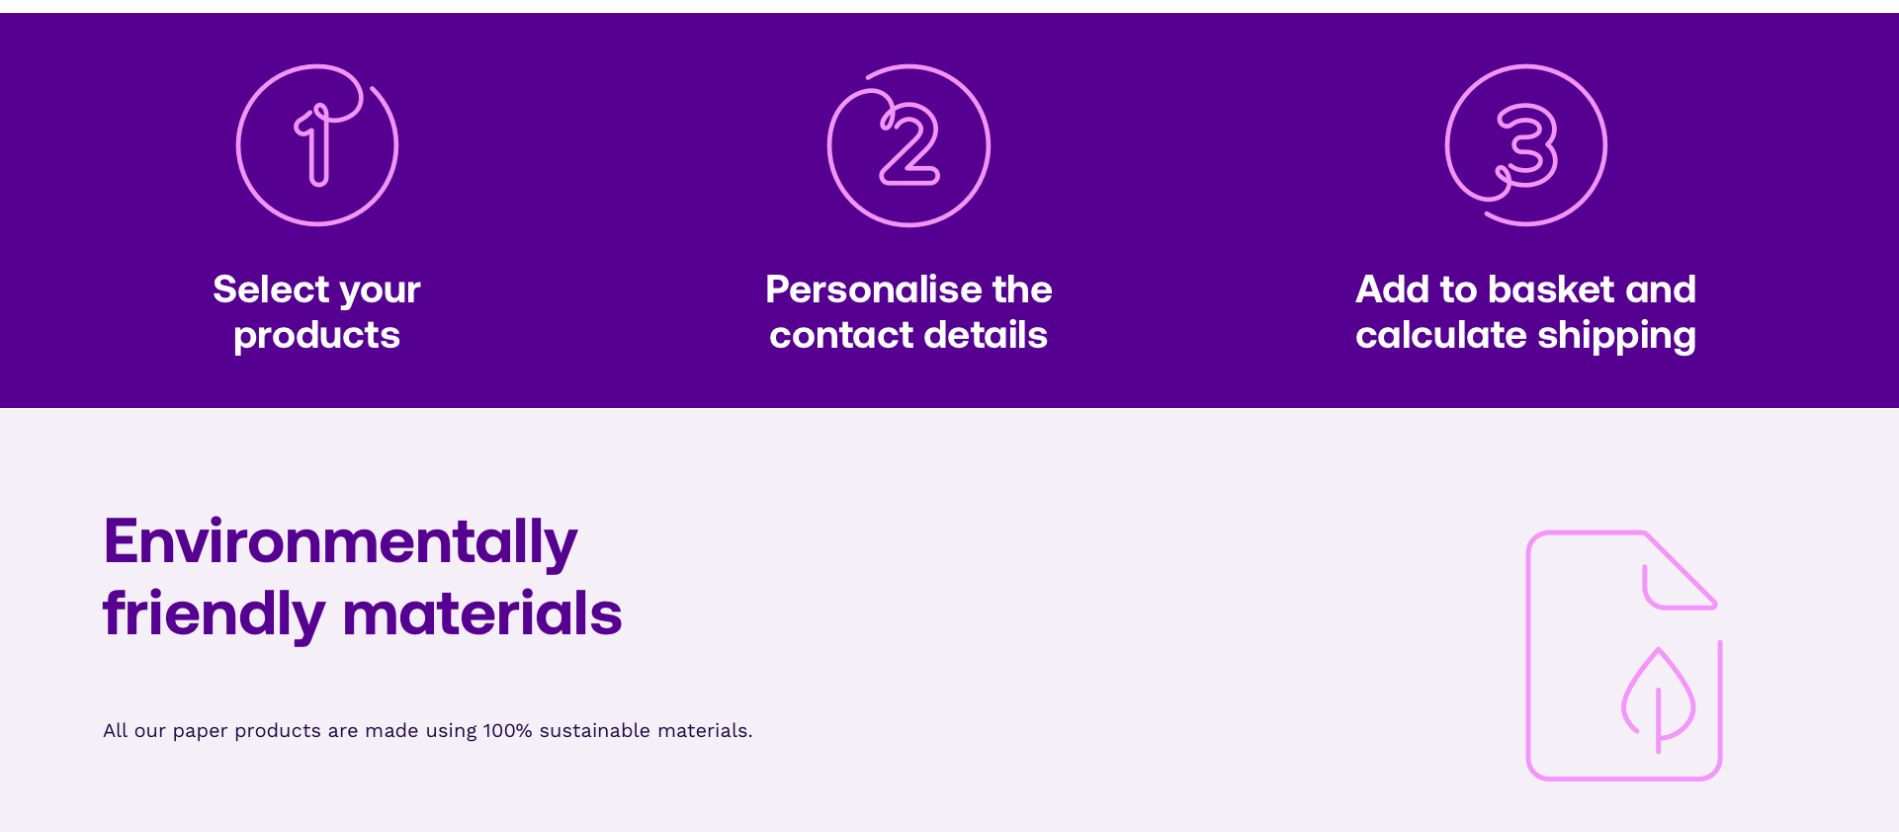 1
Select your
products
2
Personalise the
contact details
3
Add to basket and
calculate shipping
Environmentally
friendly materials
All our paper products are made using 100% sustainable materials.